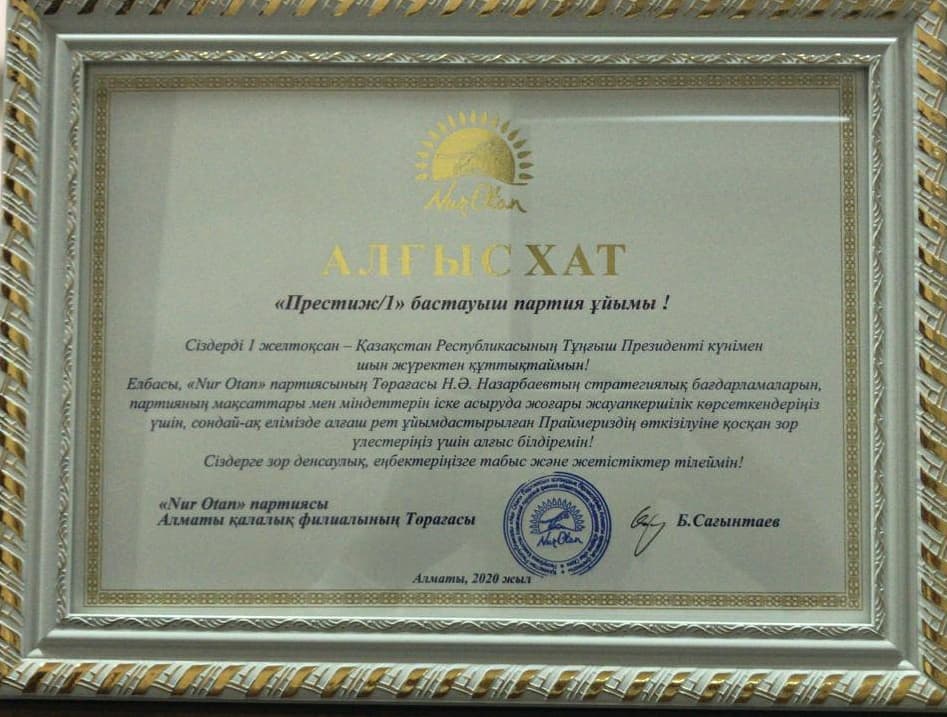 Nur Otan
АЛҒЫС ХАТ
«Престиж/1» бастауыш партия ұйымы !
Сіздерді 1 желтоқсан – Қазақстан Республикасының Тұңғыш Президенті күнімен
шын жүректен құттықтаймын!
Елбасы, «Nur Otan» партиясының Төрағасы Н.Ә. Назарбаевтың стратегиялық бағдарламаларын,
партияның мақсаттары мен міндеттерін іске асыруда жоғары жауапкершілік көрсеткендеріңіз
үшін, сондай-ақ елімізде алғаш рет ұйымдастырылған Праймериздің өткізілуіне қосқан зор
үлестеріңіз үшін алғыс білдіремін!
Сіздерге зор денсаулық, еңбектеріңізге табыс және жетістіктер тілеймін!
«Nur Otan» партиясы
Алматы қалалық филиалының Төрағасы
Nur Otan
Б.Сагынтаев
Алматы, 2020 жыл